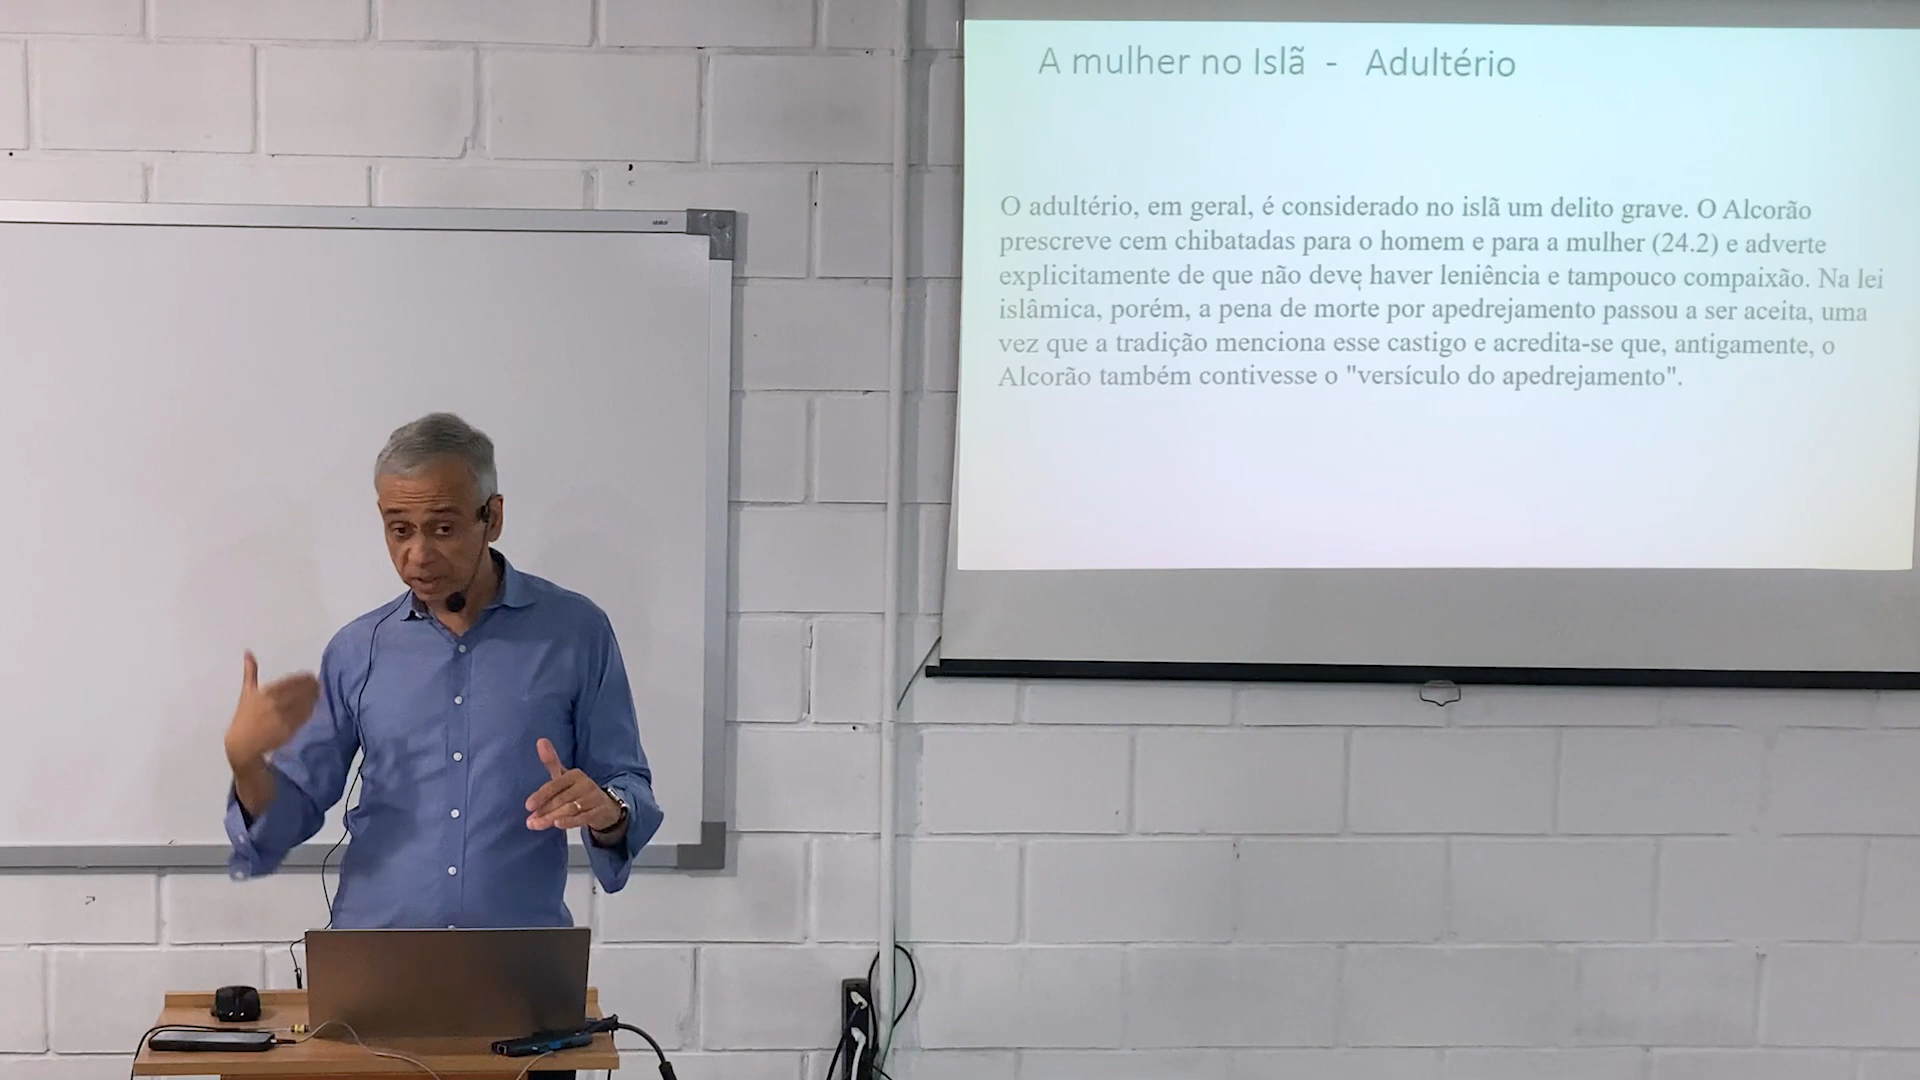 A mulher no Islã - Adultério
O adultério, em geral, é considerado no islã um delito grave. O Alcorão
prescreve cem chibatadas para o homem e para a mulher (24.2) e adverte
explicitamente de que não deve haver leniência e tampouco compaixão. Na lei
islâmica, porém, a pena de morte por apedrejamento passou a ser aceita, uma
vez que a tradição menciona esse castigo e acredita-se que, antigamente, o
Alcorão também contivesse o "versículo do apedrejamento".